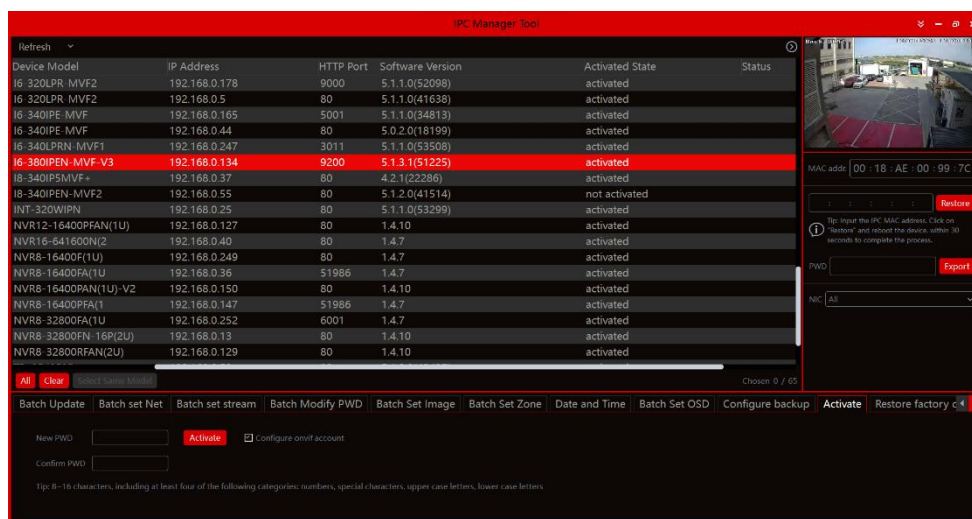 IPC Manager Tool
Refresh
Device Model IP Address HTTP Port Software Version Activated State Status
I6-320LPR-MVF2 192.168.0.178 9000 5.1.1.0(52098) activated
I6-320LPR-MVF2 192.168.0.5 80 5.1.1.0(41638) activated
I6-340IPE-MVF 192.168.0.165 5001 5.1.1.0(34813) activated
I6-340IPE-MVF 192.168.0.44 80 5.0.2.0(18199) activated
I6-340LPRN-MVF1 192.168.0.247 3011 5.1.1.0(53508) activated
I6-380IPEN-MVF-V3 192.168.0.134 9200 5.1.3.1(51225) activated
I8-340IP5MVF+ 192.168.0.37 80 4.2.1(22286) activated
I8-340IPEN-MVF2 192.168.0.55 80 5.1.2.0(41514) not activated
INT-320WIPN 192.168.0.25 80 5.1.1.0(53299) activated
NVR12-16400PFAN(1U) 192.168.0.127 80 1.4.10 activated
NVR16-641600N(2 192.168.0.40 80 1.4.7 activated
NVR8-16400F(1U) 192.168.0.249 80 1.4.7 activated
NVR8-16400FA(1U 192.168.0.36 51986 1.4.7 activated
NVR8-16400PAN(1U)-V2 192.168.0.150 80 1.4.10 activated
NVR8-16400PFA(1 192.168.0.147 51986 1.4.7 activated
NVR8-32800FA(1U 192.168.0.252 6001 1.4.7 activated
NVR8-32800FN-16P(2U) 192.168.0.13 80 1.4.10 activated
NVR8-32800RFAN(2U) 192.168.0.129 80 1.4.10 activated
All Clear Select Same Model Chosen 0 / 65
MAC addr. 00 : 18 : AE : 00 : 99 : 7C
Restore
Tip: Input the IPC MAC address. Click on
"Restore" and reboot the device. within 30
seconds to complete the process.
PWD Export
NIC All
Batch Update Batch set Net Batch set stream Batch Modify PWD Batch Set Image Batch Set Zone Date and Time Batch Set OSD Configure backup Activate Restore factory
New PWD Activate Configure onvif account
Confirm PWD
Tip: 8~16 characters, including at least four of the following categories: numbers, special characters, upper case letters, lower case letters